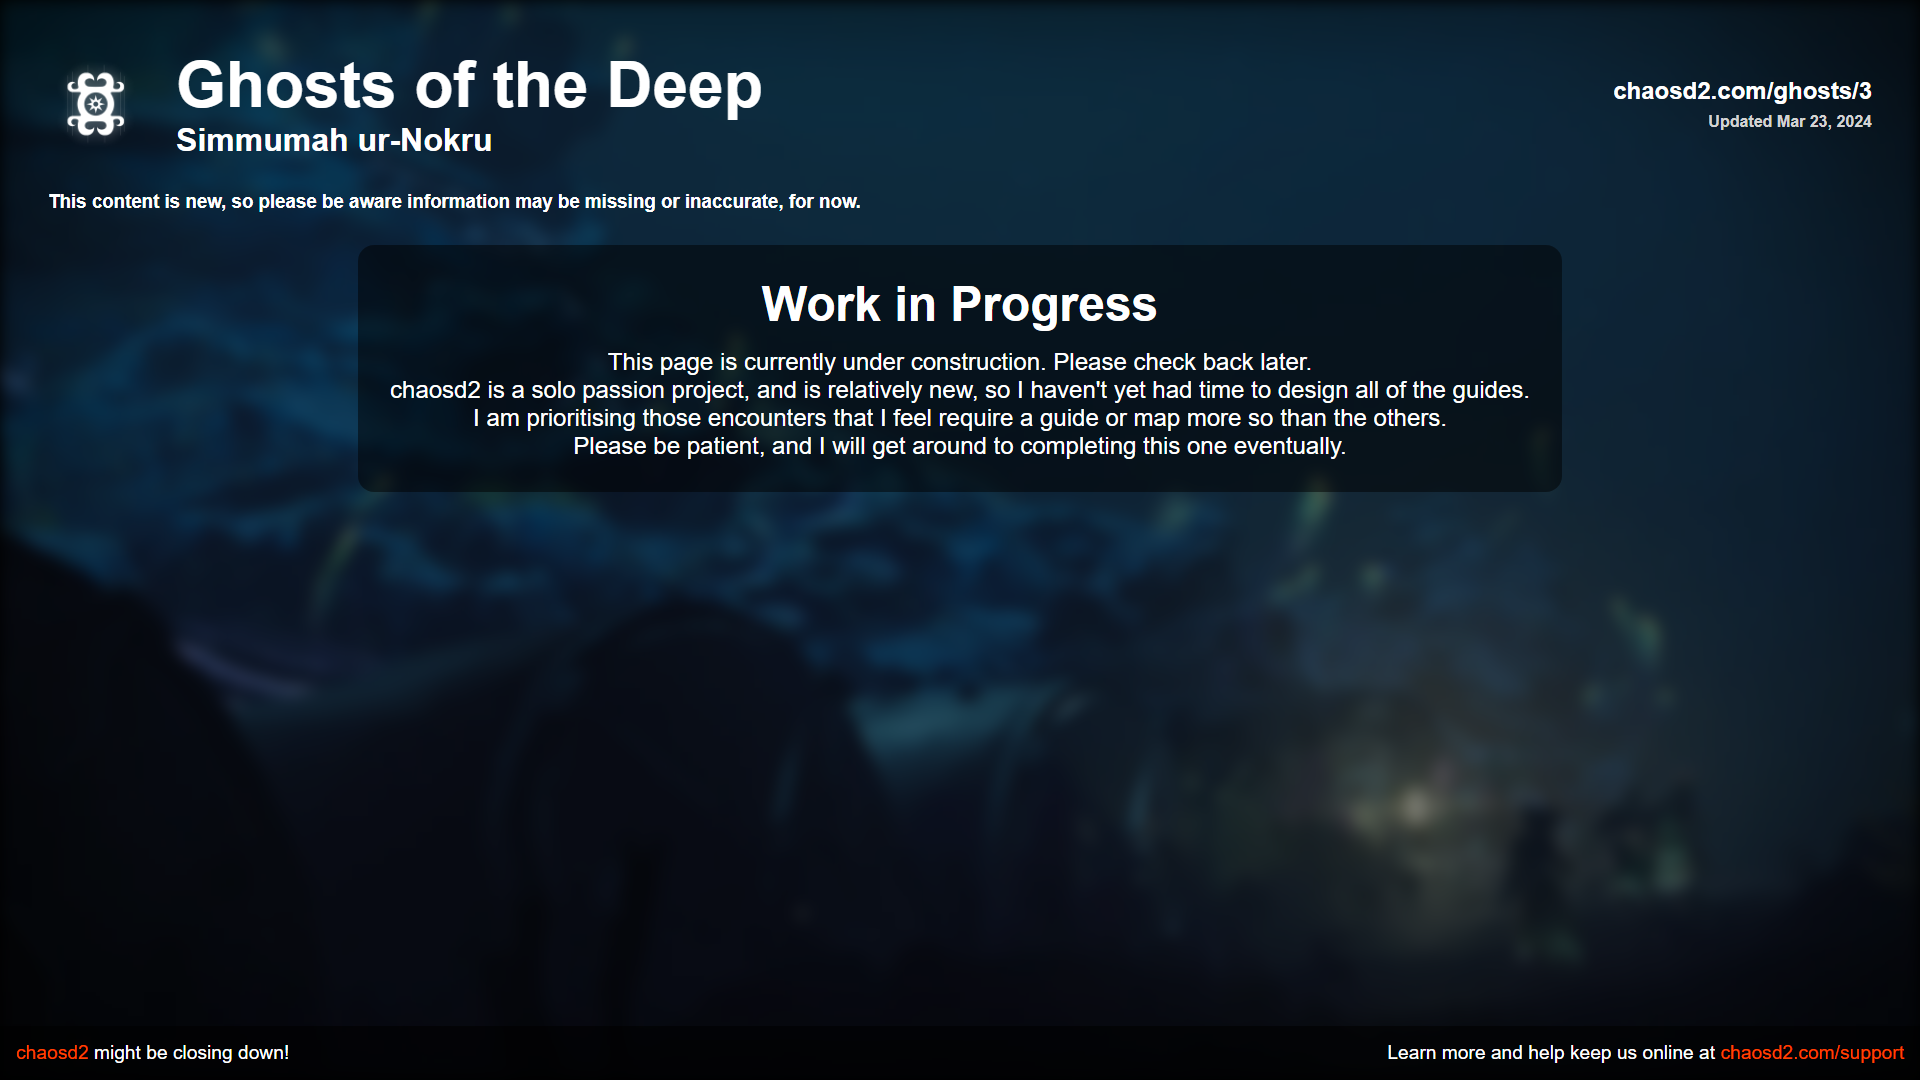 Ghosts of the Deep
Simmumah ur-Nokru
chaosd2.com/ghosts/3
Updated Mar 23, 2024
This content is new, so please be aware information may be missing or inaccurate, for now.
Work in Progress
This page is currently under construction. Please check back later.
chaosd2 is a solo passion project, and is relatively new, so I haven't yet had time to design all of the guides.
I am prioritising those encounters that I feel require a guide or map more so than the others.
Please be patient, and I will get around to completing this one eventually.
chaosd2 might be closing down!
Learn more and help keep us online at chaosd2.com/support